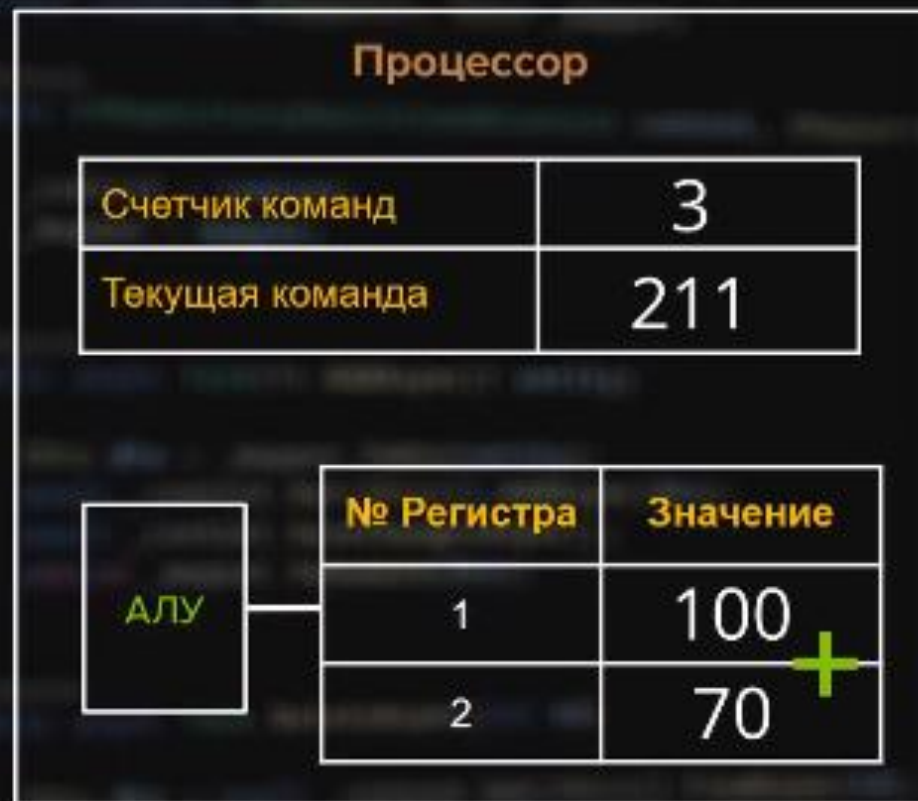 Процессор
Счетчик команд 3
Текущая команда 211
№ Регистра Значение
АЛУ
1 100
+
2 70